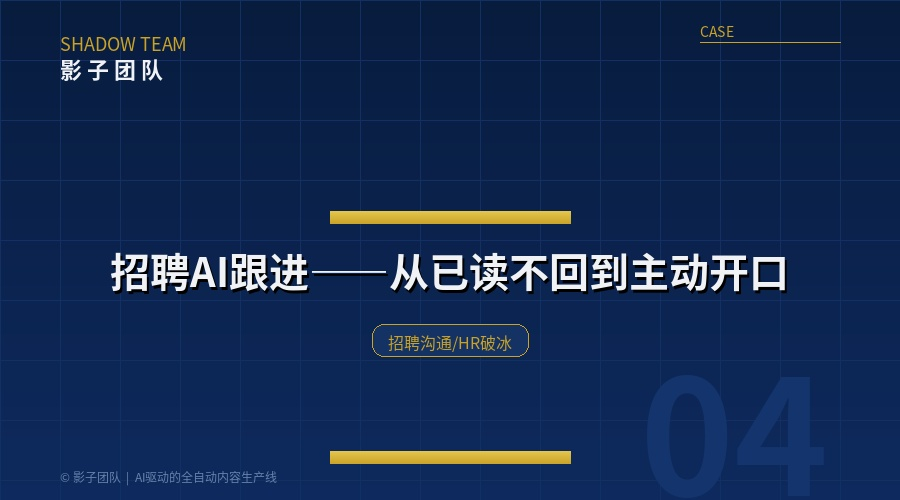 SHADOW TEAM
影子团队
CASE
招聘AI跟进——从已读不回到主动开口
招聘沟通/HR破冰
04
© 影子团队 | AI驱动的全自动内容生产线